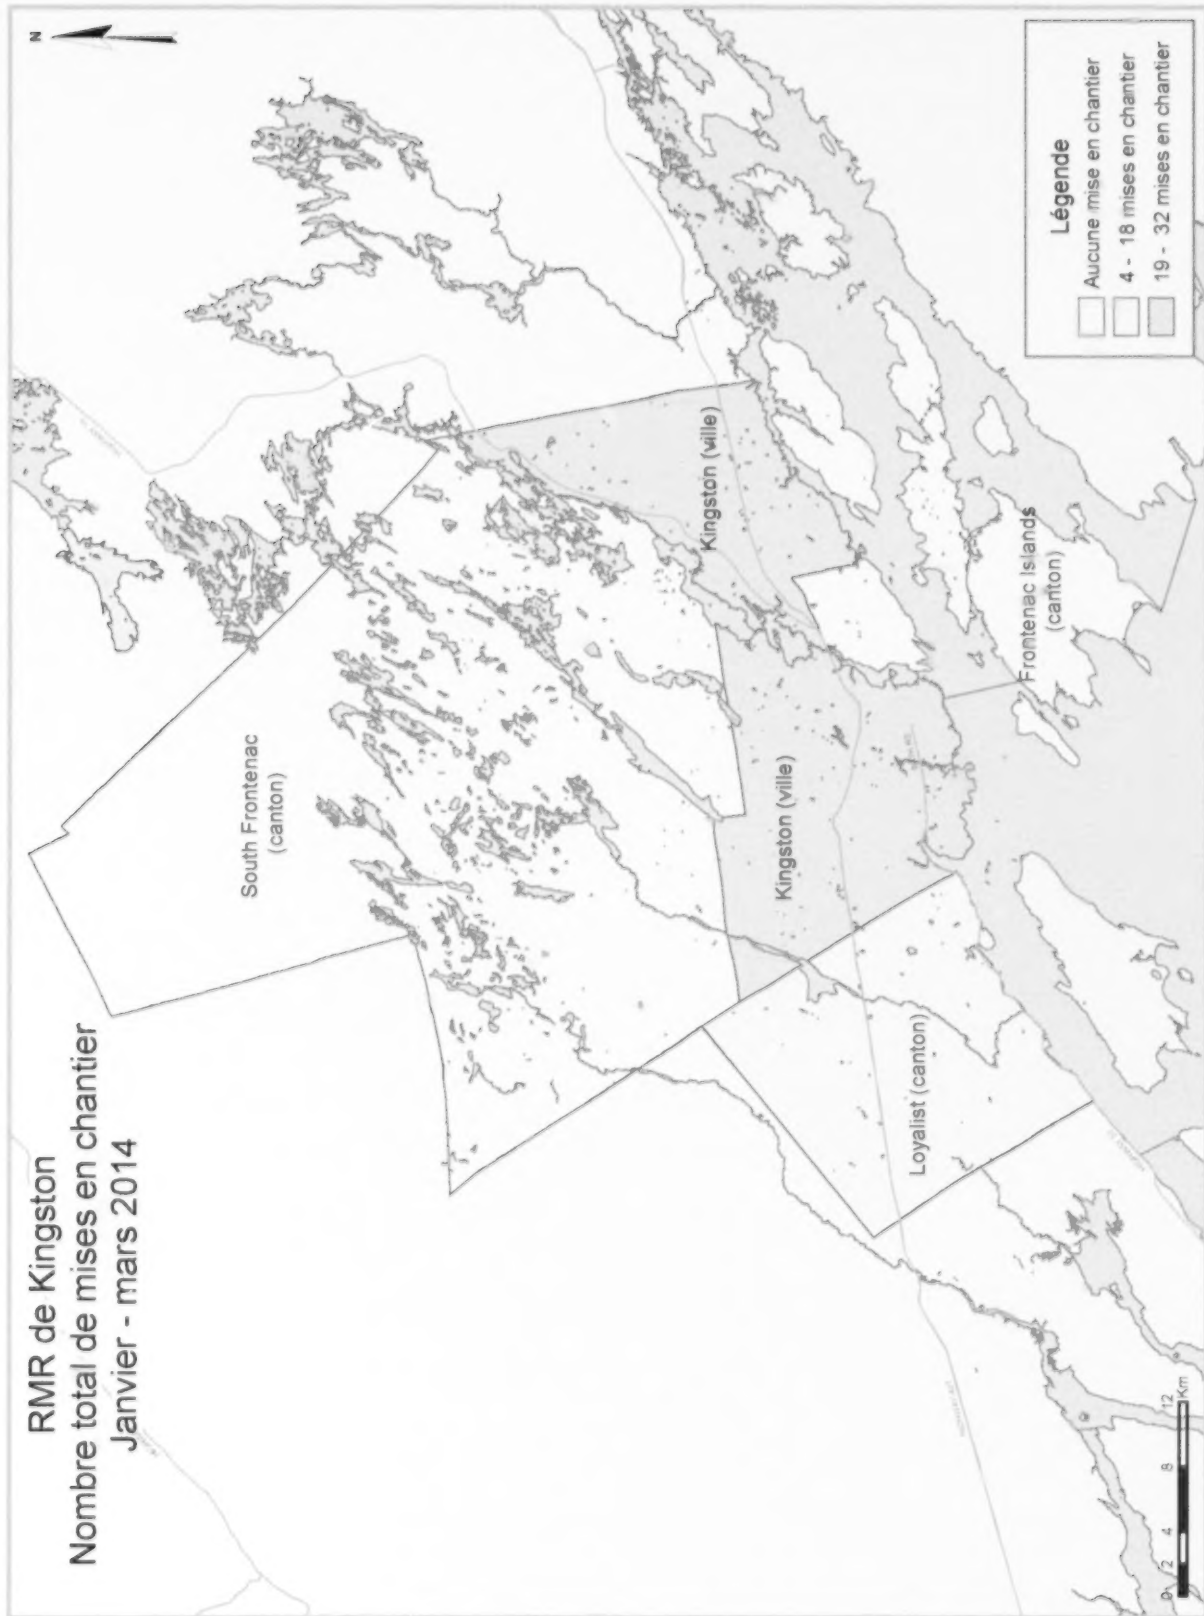 RMR de Kingston
Nombre total de mises en chantier
Janvier - mars 2014
N
South Frontenac
(canton)
Kingston (ville)
Kingston (ville)
Loyalist (canton)
Frontenac Islands
(canton)
Légende
Aucune mise en chantier
4 - 18 mises en chantier
19 - 32 mises en chantier
0 2 4 8 12
Km